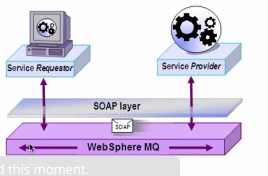 Service Requestor
Service Provider
SOAP layer
SOAP
WebSphere MQ
d this moment.